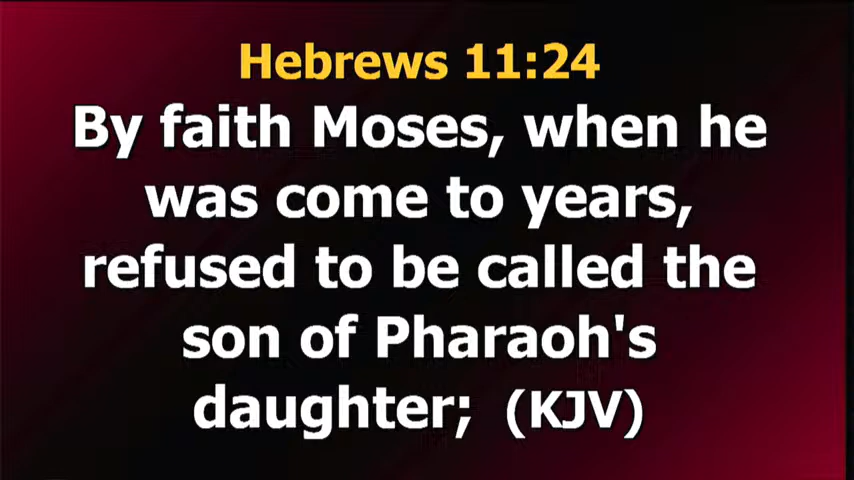 Hebrews 11:24
By faith Moses, when he
was come to years,
refused to be called the
son of Pharaoh's
daughter; (KJV)